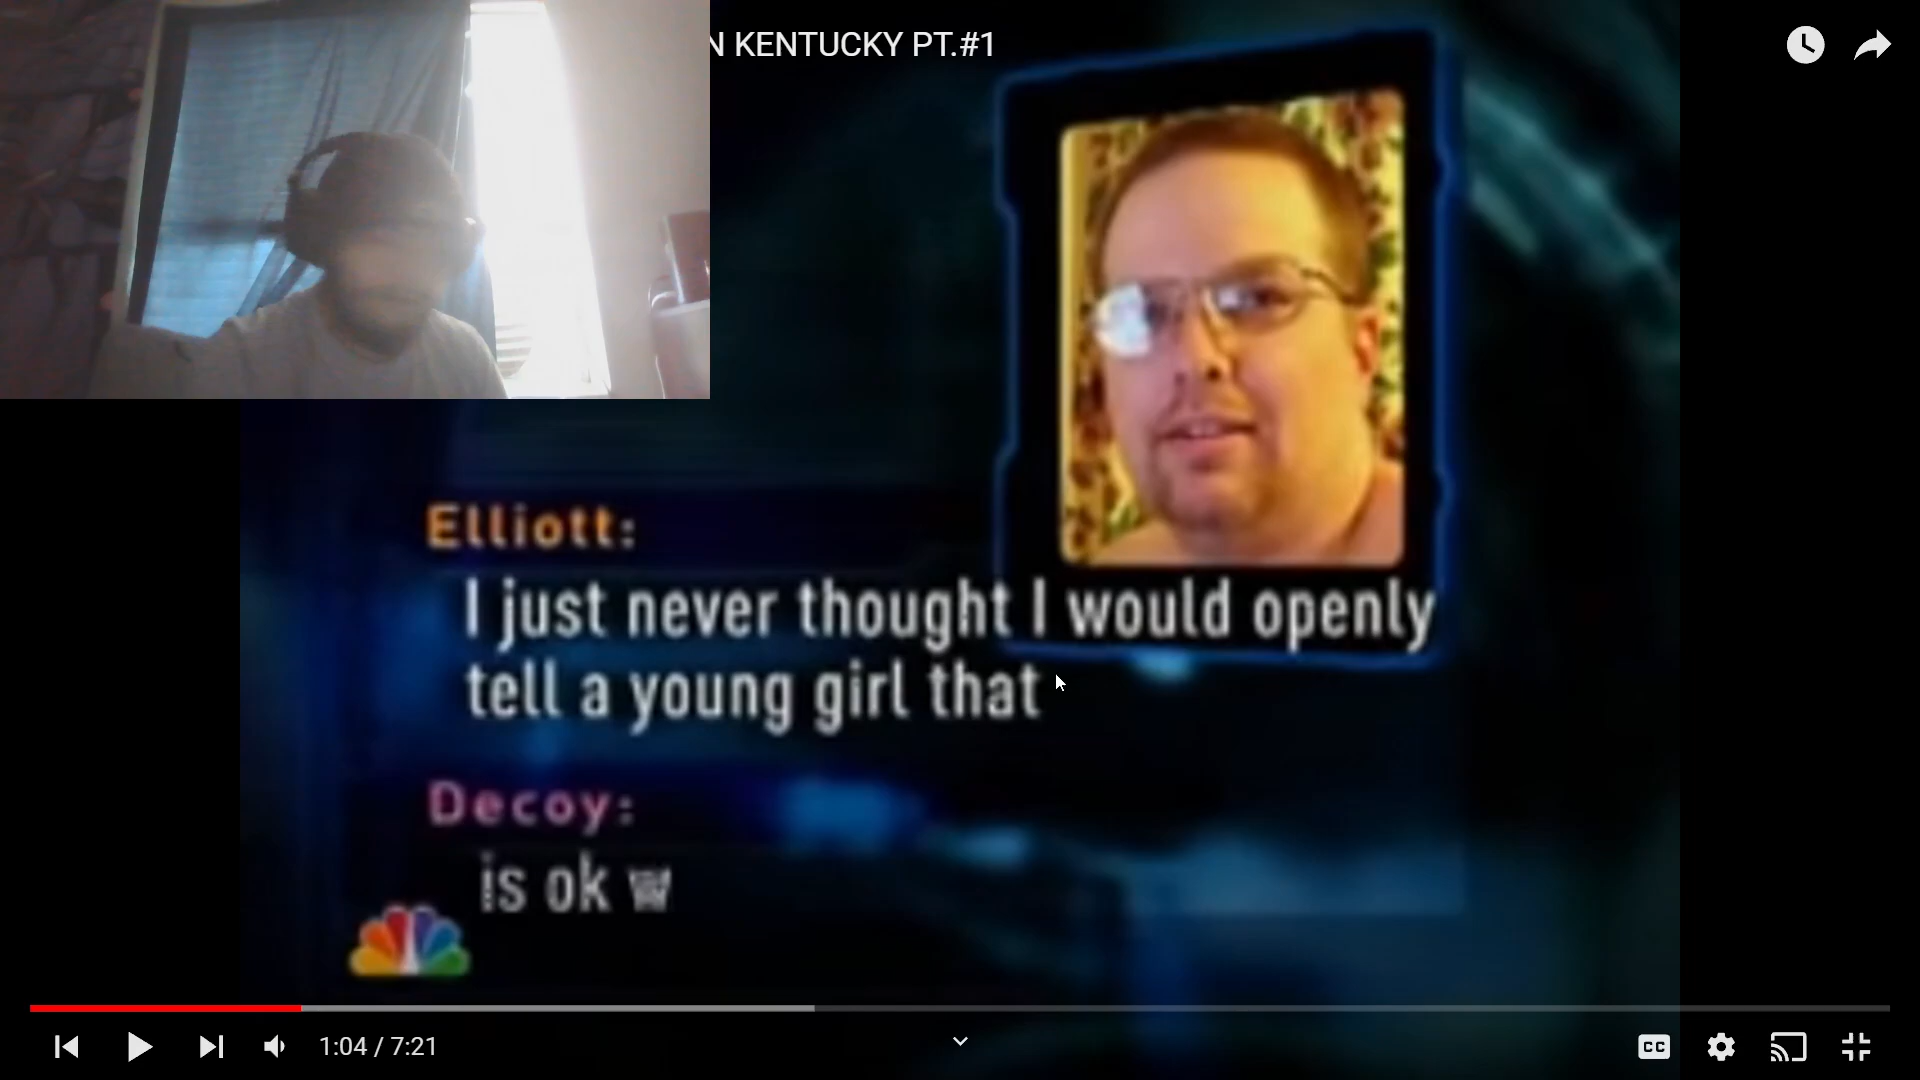 N KENTUCKY PT.#1
Elliott:
I just never thought I would openly
tell a young girl that
Decoy:
is ok w
1:04 / 7:21
CC